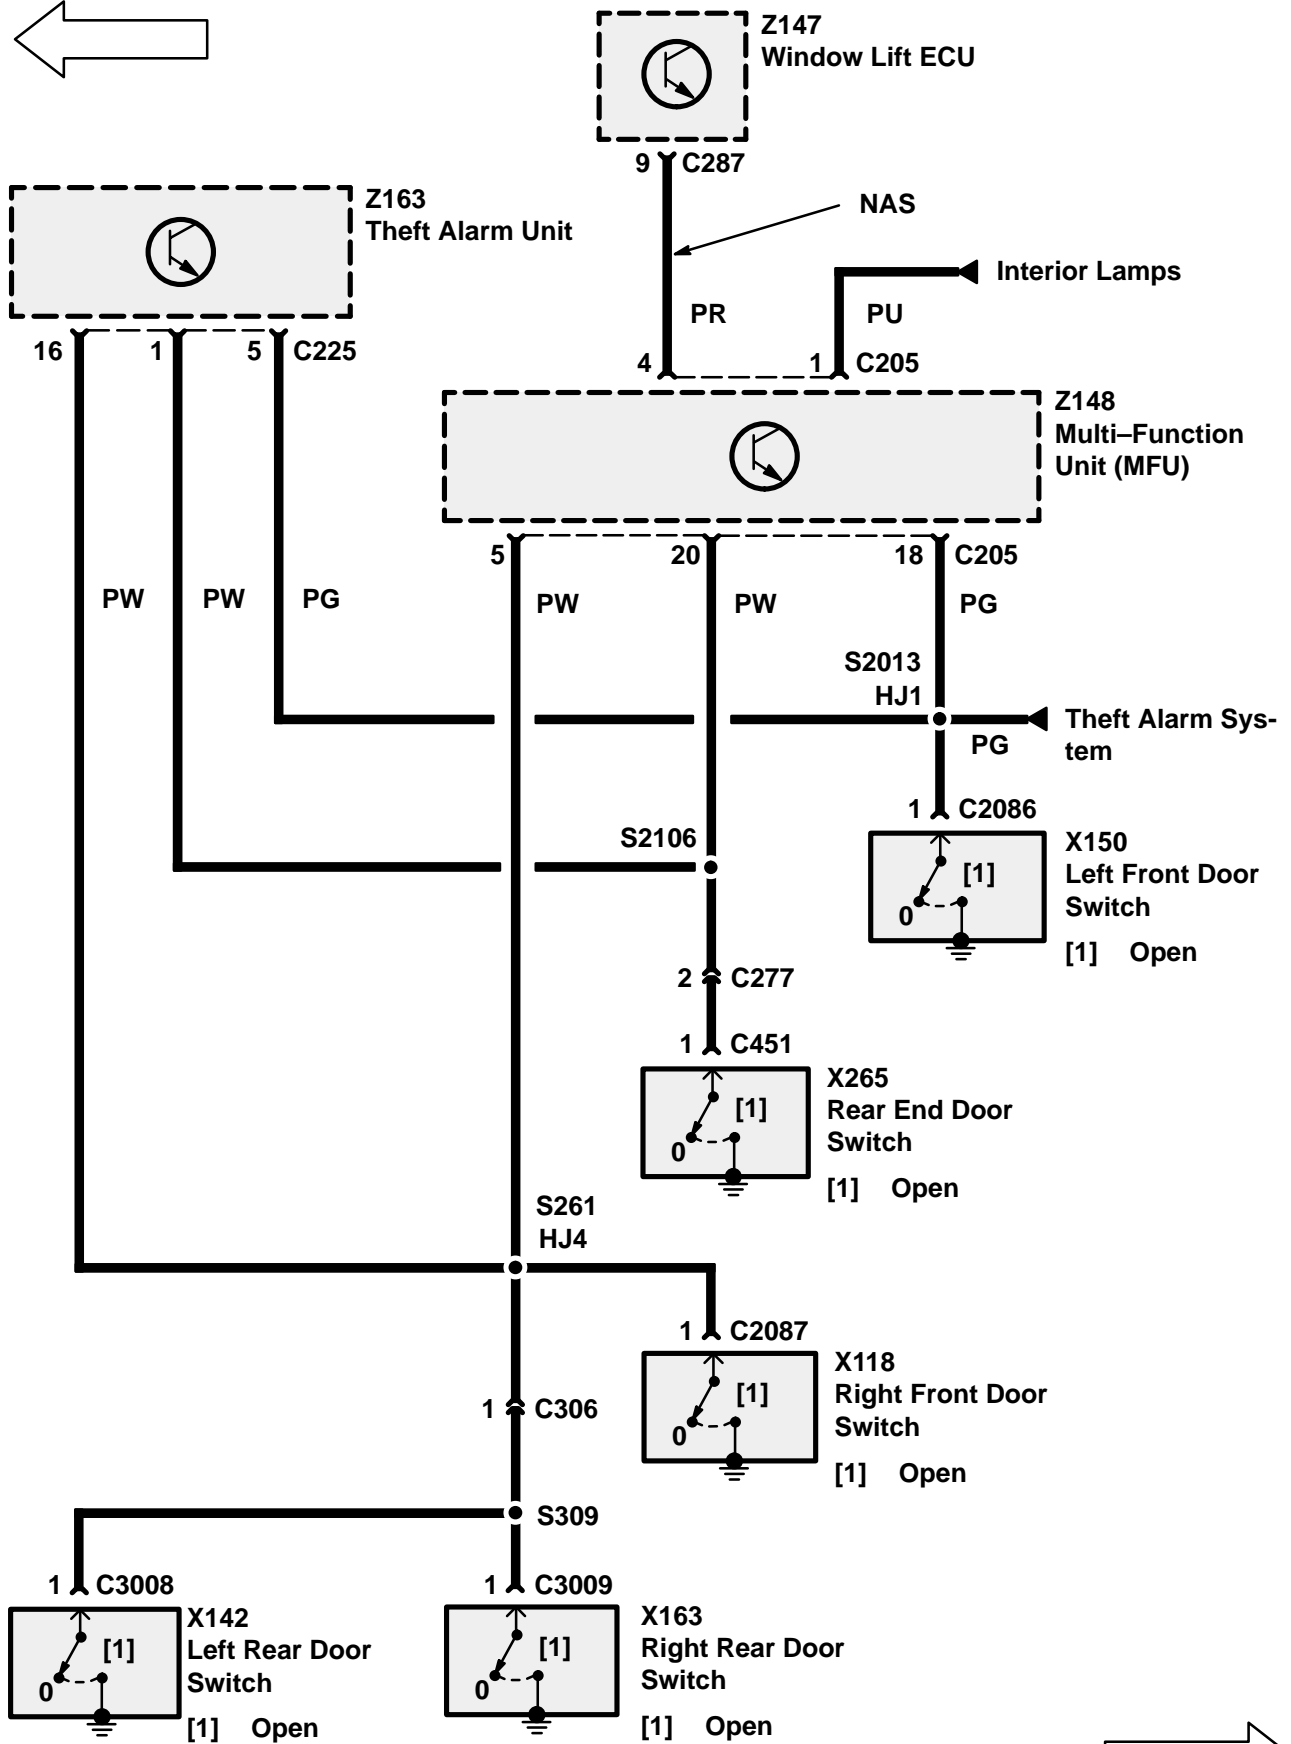 Z147
Window Lift ECU
9 C287
Z163
Theft Alarm Unit
NAS
Interior Lamps
PR
PU
16 1 5 C225
4 1 C205
Z148
Multi–Function
Unit (MFU)
5 20 18 C205
PW PW PG
PW PW PG
S2013
HJ1
Theft Alarm Sys-
tem
PG
1 C2086
S2106
X150
Left Front Door
Switch
[1] Open
[1]
0
2 C277
1 C451
X265
Rear End Door
Switch
[1] Open
[1]
0
S261
HJ4
1 C2087
X118
Right Front Door
Switch
[1] Open
[1]
0
1 C306
S309
1 C3008
1 C3009
X142
Left Rear Door
Switch
[1] Open
[1]
0
X163
Right Rear Door
Switch
[1] Open
[1]
0